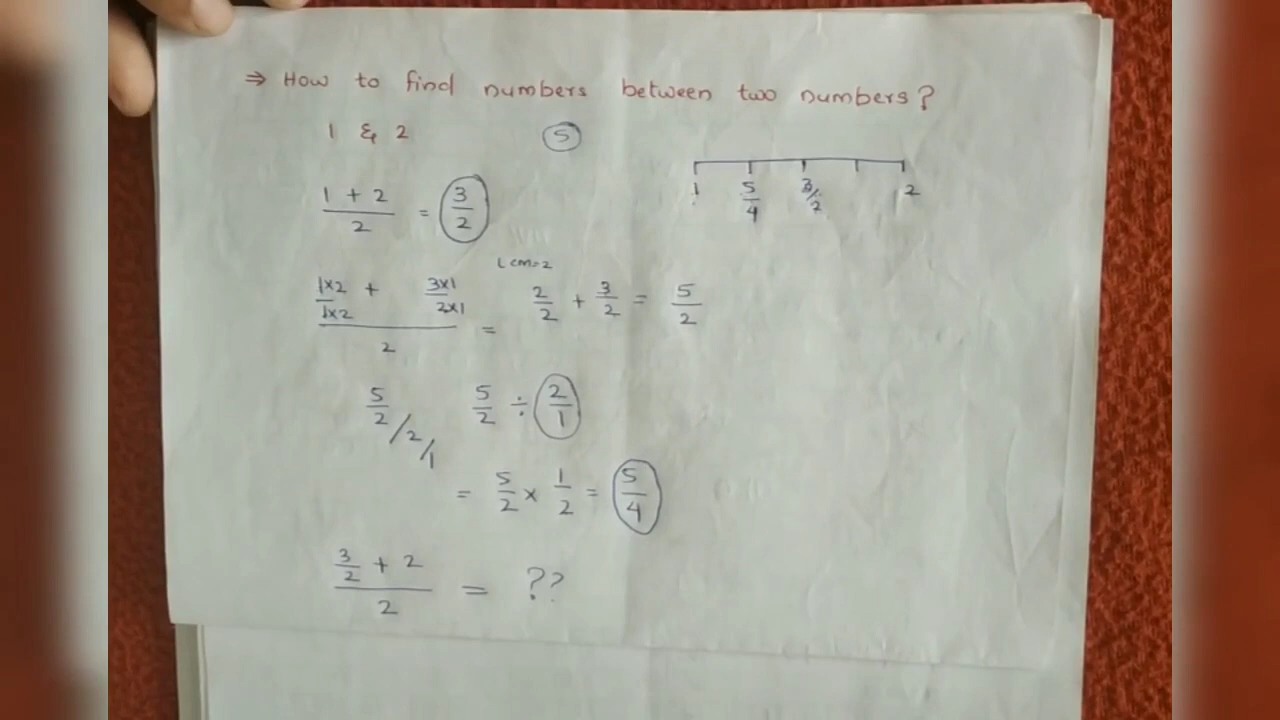 ⇒ How to find numbers between two numbers?
1 & 2 5
1 5/4 3/2 2
(1 + 2)/2 = 3/2
LCM=2
((1×2)/(1×2) + (3×1)/(2×1))/2 = 2/2 + 3/2 = 5/2
5/2/2/1 5/2 ÷ 2/1
= 5/2 × 1/2 = 5/4
(3/2 + 2)/2 = ??